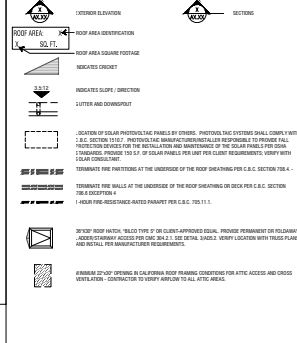 X
AX.XX
EXTERIOR ELEVATION
X
AX.XX
SECTIONS
ROOF AREA: X
X SQ. FT.
ROOF AREA IDENTIFICATION
ROOF AREA SQUARE FOOTAGE
INDICATES CRICKET
3.5:12
INDICATES SLOPE / DIRECTION
GUTTER AND DOWNSPOUT
LOCATION OF SOLAR PHOTOVOLTAIC PANELS BY OTHERS. PHOTOVOLTAIC SYSTEMS SHALL COMPLY WITH
C.B.C. SECTION 1510.7 PHOTOVOLTAIC MANUFACTURER/INSTALLER RESPONSIBLE TO PROVIDE FALL
PROTECTION DEVICES FOR THE INSTALLATION AND MAINTENANCE OF THE SOLAR PANELS PER OSHA
STANDARDS. PROVIDE 150 S.F. OF SOLAR PANELS PER UNIT PER CLIENT REQUIREMENTS; VERIFY WITH
SOLAR CONSULTANT.
TERMINATE FIRE PARTITIONS AT THE UNDERSIDE OF THE ROOF SHEATHING PER C.B.C. SECTION 708.4. -
TERMINATE FIRE WALLS AT THE UNDERSIDE OF THE ROOF SHEATHING OR DECK PER C.B.C. SECTION
706.6 EXCEPTION 4
1-HOUR FIRE-RESISTANCE-RATED PARAPET PER C.B.C. 705.11.1.
36"X30" ROOF HATCH, "BILCO TYPE S" OR CLIENT-APPROVED EQUAL. PROVIDE PERMANENT OR FOLDAWAY
LADDER/STAIRWAY ACCESS PER CMC 304.2.1. SEE DETAIL 3/AD5.2. VERIFY LOCATION WITH TRUSS PLANS
AND INSTALL PER MANUFACTURER REQUIREMENTS.
MINIMUM 22"x30" OPENING IN CALIFORNIA ROOF FRAMING CONDITIONS FOR ATTIC ACCESS AND CROSS
VENTILATION - CONTRACTOR TO VERIFY AIRFLOW TO ALL ATTIC AREAS.